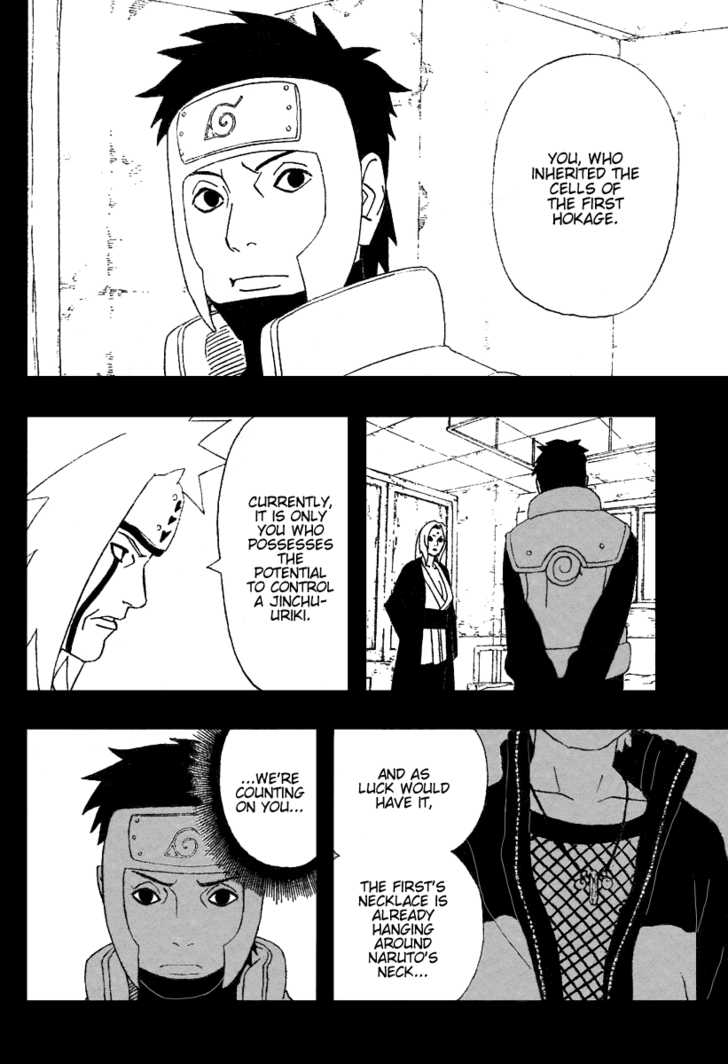 YOU, WHO
INHERITED THE
CELLS OF
THE FIRST
HOKAGE.
CURRENTLY,
IT IS ONLY
YOU WHO
POSSESSES
THE
POTENTIAL
TO CONTROL
A JINCHU-
URIKI.
AND AS
LUCK WOULD
HAVE IT,
THE FIRST'S
NECKLACE IS
ALREADY
HANGING
AROUND
NARUTO'S
NECK...
...WE'RE
COUNTING
ON YOU...